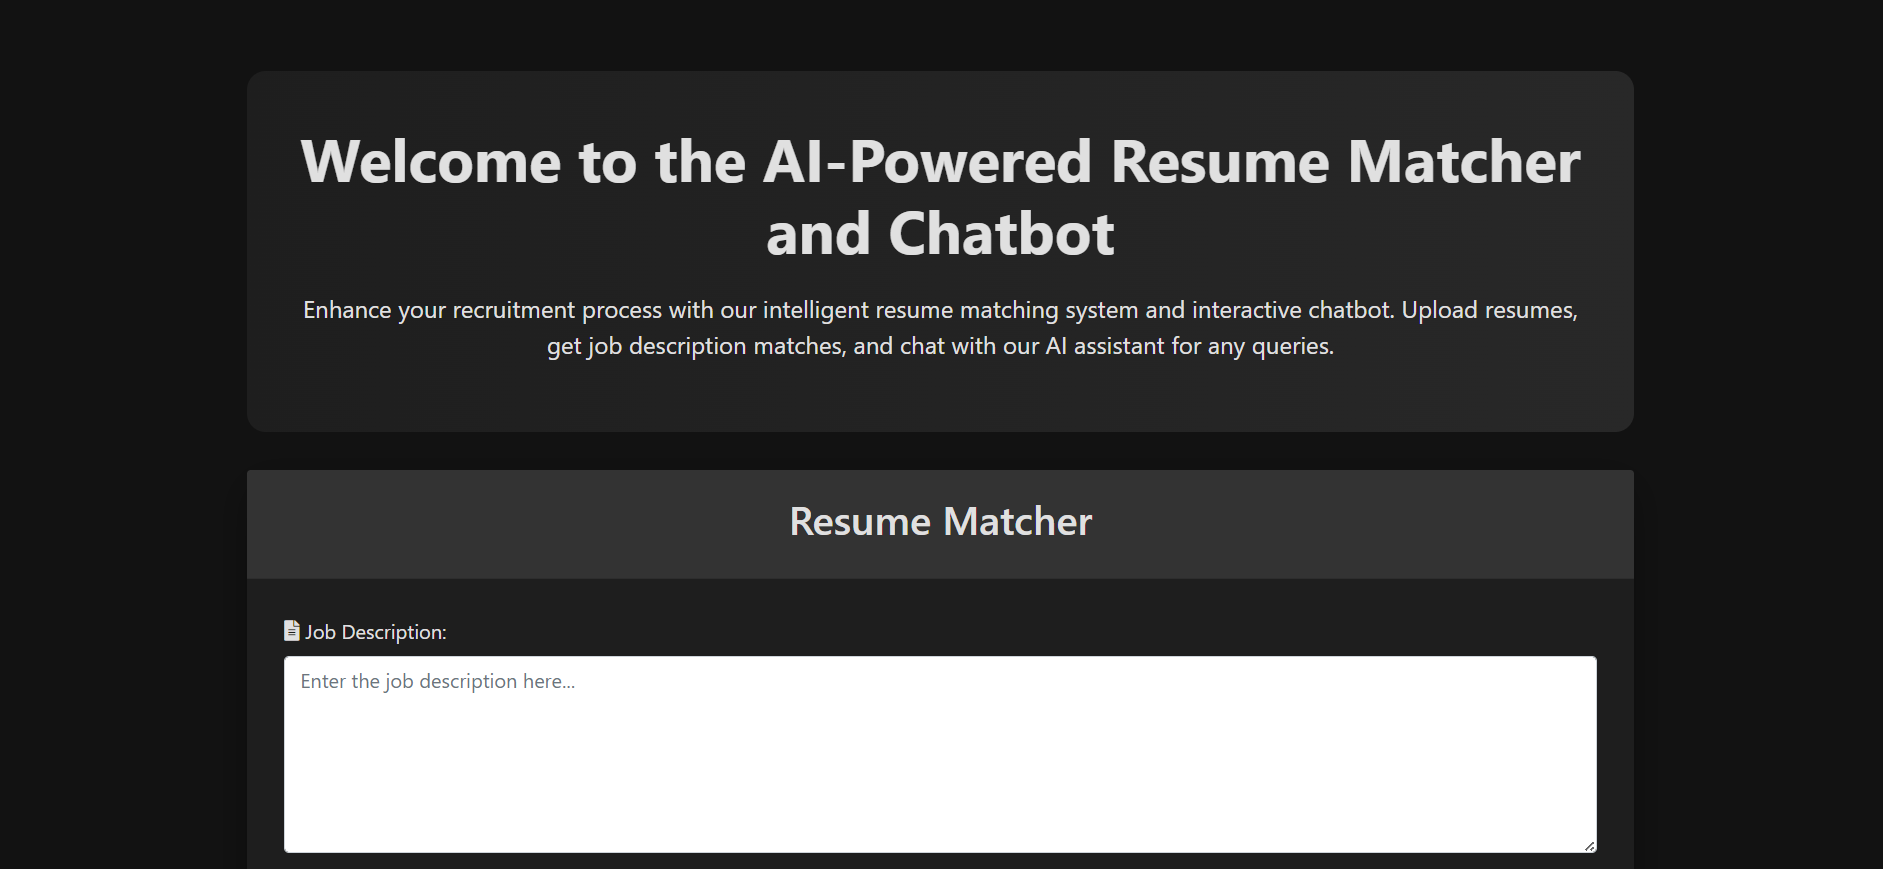 Welcome to the AI-Powered Resume Matcher
and Chatbot
Enhance your recruitment process with our intelligent resume matching system and interactive chatbot. Upload resumes,
get job description matches, and chat with our AI assistant for any queries.
Resume Matcher
Job Description:
Enter the job description here...